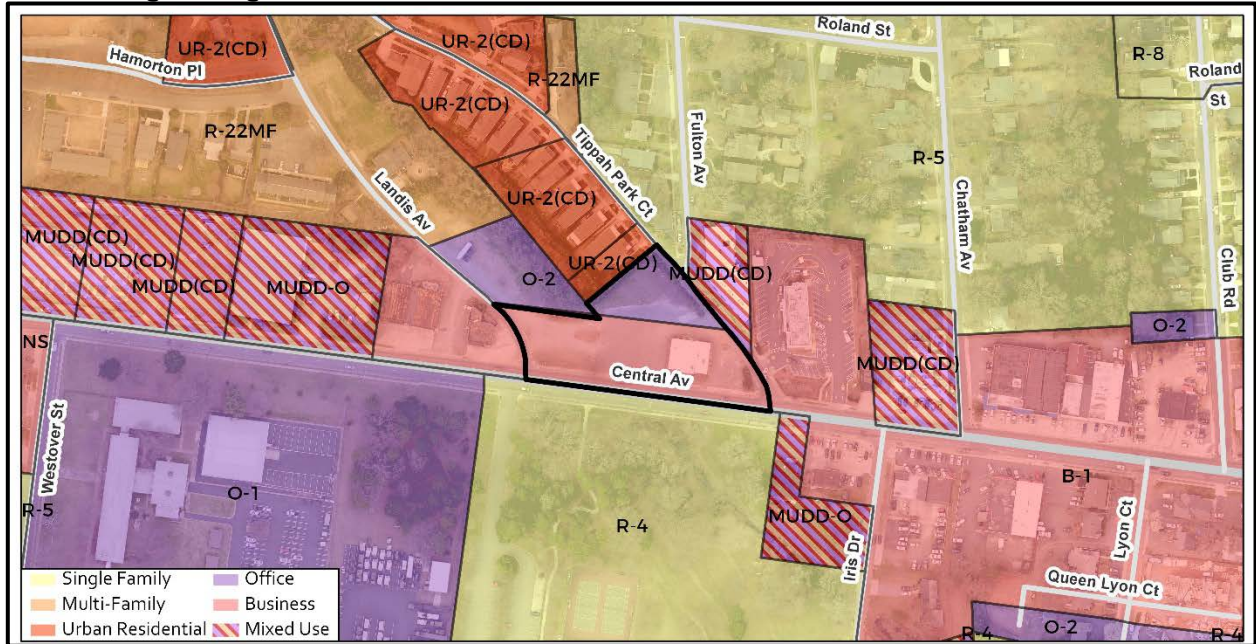 UR-2(CD)
Roland St
Hamorton Pl
R-22MF
R-8
Roland
St
UR-2(CD)
R-22MF
Tippah Park Ct
Fulton Av
R-5
Landis Av
UR-2(CD)
Chatham Av
Club Rd
MUDD(CD)
MUDD(CD)
MUDD(CD)
MUDD-O
O-2
UR-2(CD)
MUDD(CD)
O-2
NS
Central Av
MUDD(CD)
Westover St
O-1
R-5
R-4
MUDD-O
Iris Dr
B-1
Lyon Ct
Queen Lyon Ct
O-2
R-4
R-4
Single Family
Office
Multi-Family
Business
Urban Residential
Mixed Use